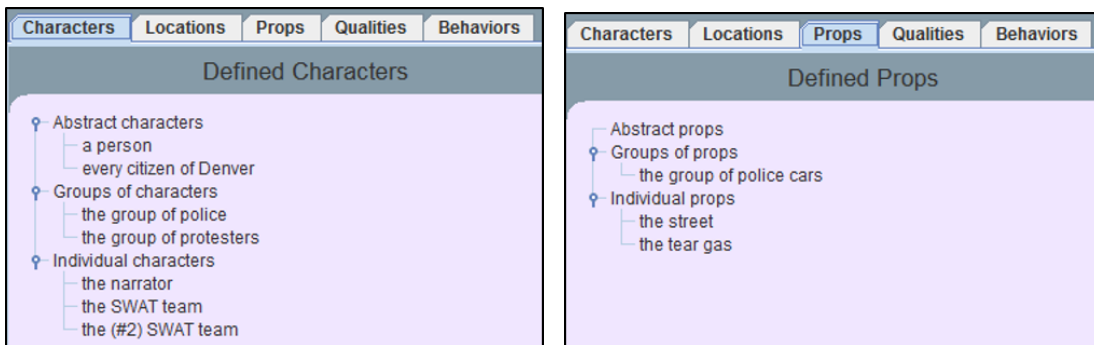 Characters Locations Props Qualities Behaviors
Defined Characters
Abstract characters
a person
every citizen of Denver
Groups of characters
the group of police
the group of protesters
Individual characters
the narrator
the SWAT team
the (#2) SWAT team
Characters Locations Props Qualities Behaviors
Defined Props
Abstract props
Groups of props
the group of police cars
Individual props
the street
the tear gas